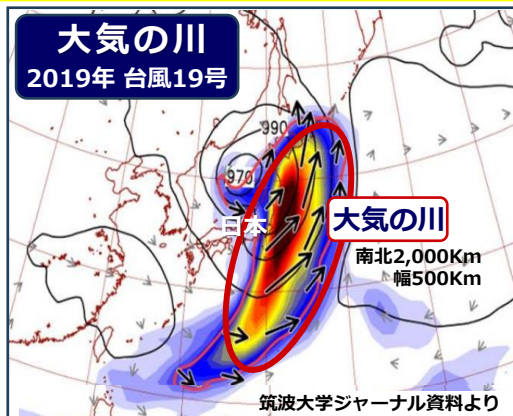 大気の川
2019年 台風19号
990
970
日本
大気の川
南北2,000Km
幅500Km
筑波大学ジャーナル資料より